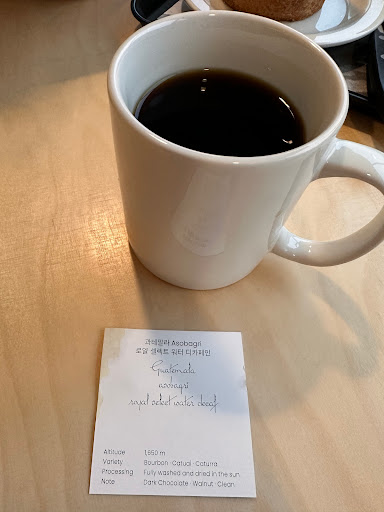 과테말라 Asobagri
로얄 셀렉트 워터 디카페인
Guatemala
asobagri
royal select water decaf
Altitude 1,650 m
Variety Bourbon · Catuai · Caturra
Processing Fully washed and dried in the sun
Note Dark Chocolate · Walnut · Clean